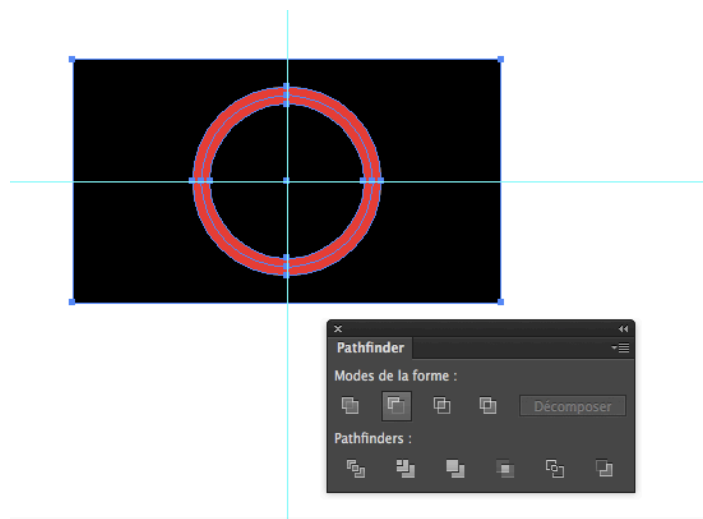 Pathfinder
Modes de la forme :
Décomposer
Pathfinders :